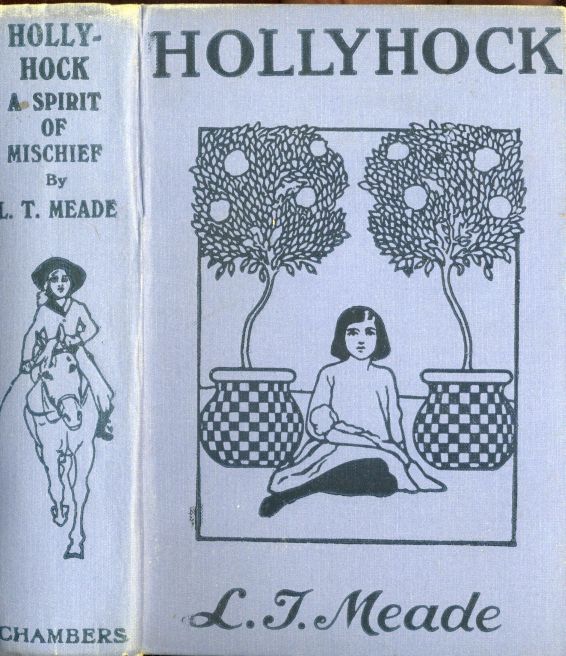 HOLLY-
HOCK
A SPIRIT
OF
MISCHIEF
By
L. T. MEADE
CHAMBERS
HOLLYHOCK
L. T. Meade